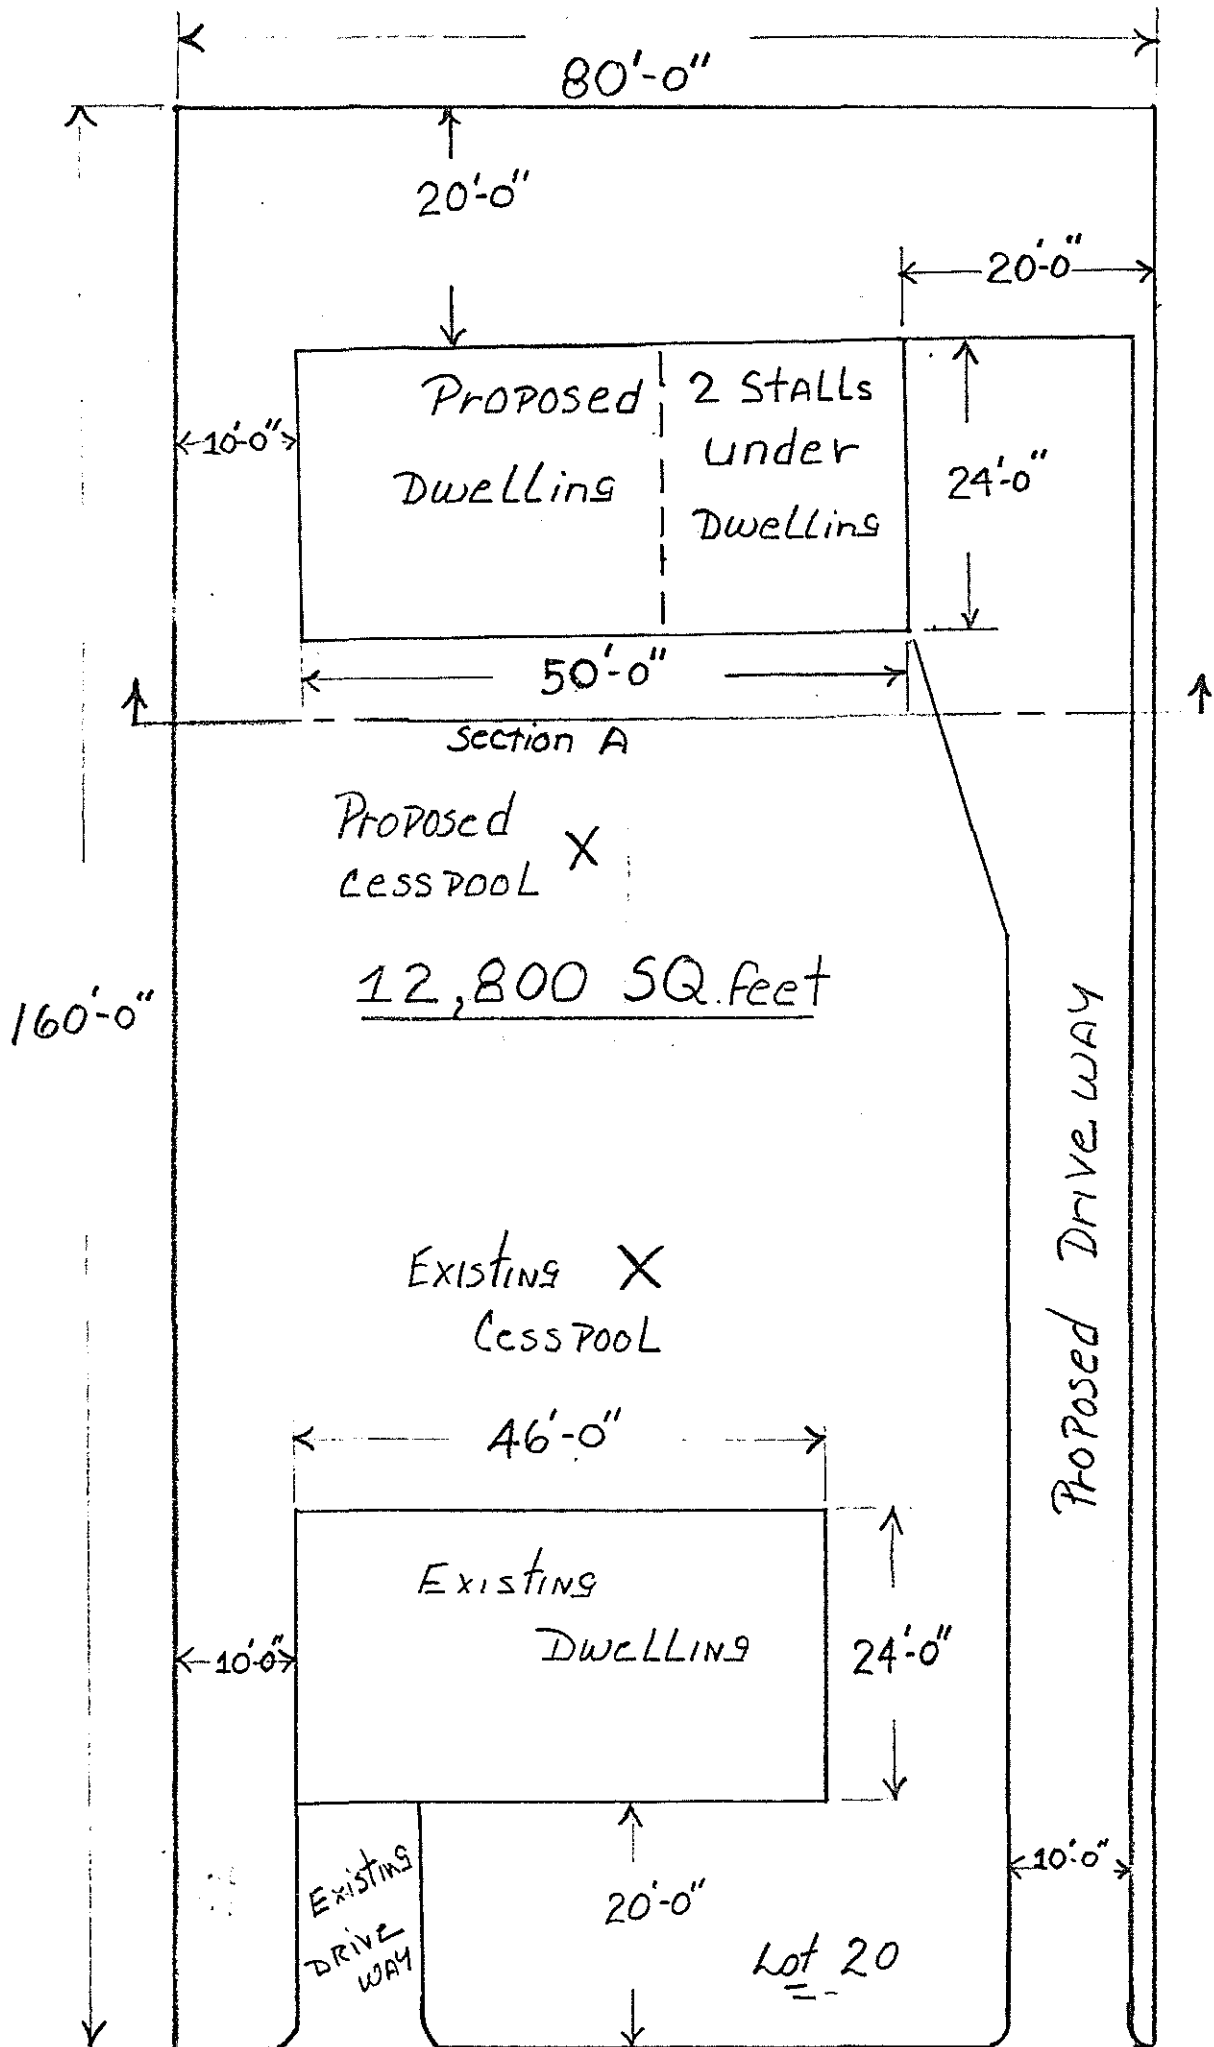 80'-0"
20'-0"
20'-0"
Proposed
Dwelling
2 Stalls
under
Dwelling
10'-0"
24'-0"
50'-0"
Section A
Proposed
Cesspool X
12,800 SQ. feet
160'-0"
Proposed Drive way
Existing X
Cesspool
46'-0"
Existing
Dwelling
10'-0"
24'-0"
Existing
Drive
way
20'-0"
10'-0"
Lot 20